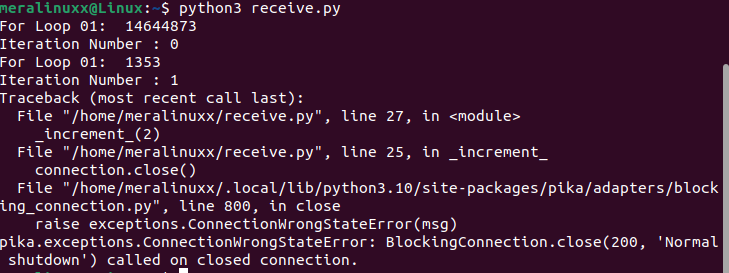 meralinuxx@Linux:~$ python3 receive.py
For Loop 01:  14644873
Iteration Number : 0
For Loop 01:  1353
Iteration Number : 1
Traceback (most recent call last):
  File "/home/meralinuxx/receive.py", line 27, in <module>
    _increment_(2)
  File "/home/meralinuxx/receive.py", line 25, in _increment_
    connection.close()
  File "/home/meralinuxx/.local/lib/python3.10/site-packages/pika/adapters/block
ing_connection.py", line 800, in close
    raise exceptions.ConnectionWrongStateError(msg)
pika.exceptions.ConnectionWrongStateError: BlockingConnection.close(200, 'Normal
 shutdown') called on closed connection.